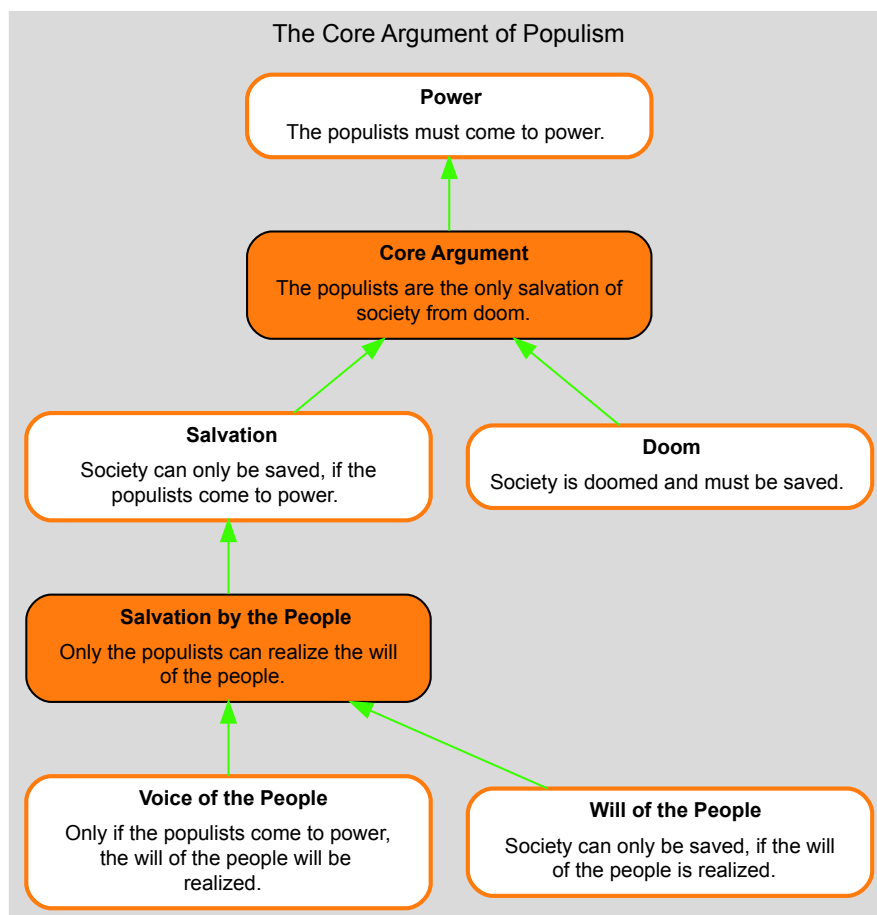 The Core Argument of Populism
Power
The populists must come to power.
Core Argument
The populists are the only salvation of
society from doom.
Salvation
Society can only be saved, if the
populists come to power.
Doom
Society is doomed and must be saved.
Salvation by the People
Only the populists can realize the will
of the people.
Voice of the People
Only if the populists come to power,
the will of the people will be
realized.
Will of the People
Society can only be saved, if the will
of the people is realized.